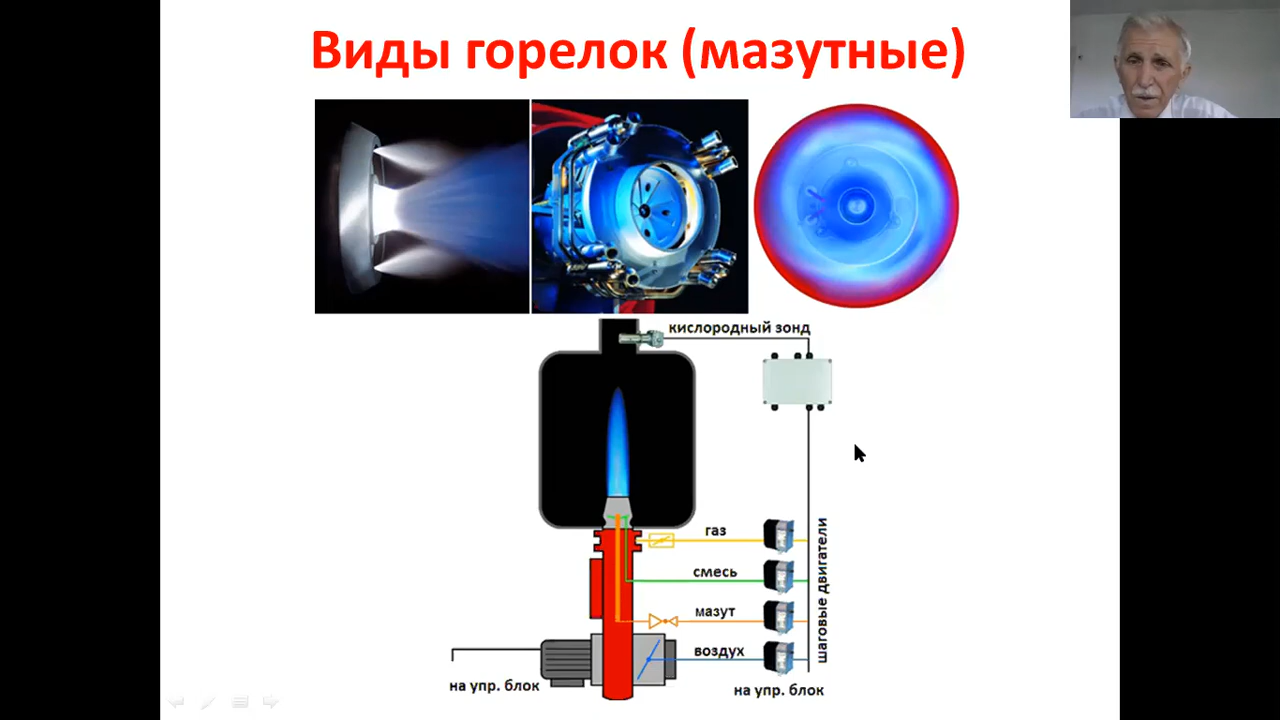 Виды горелок (мазутные)
кислородный зонд
газ
смесь
мазут
воздух
шаговые двигатели
на упр. блок
на упр. блок